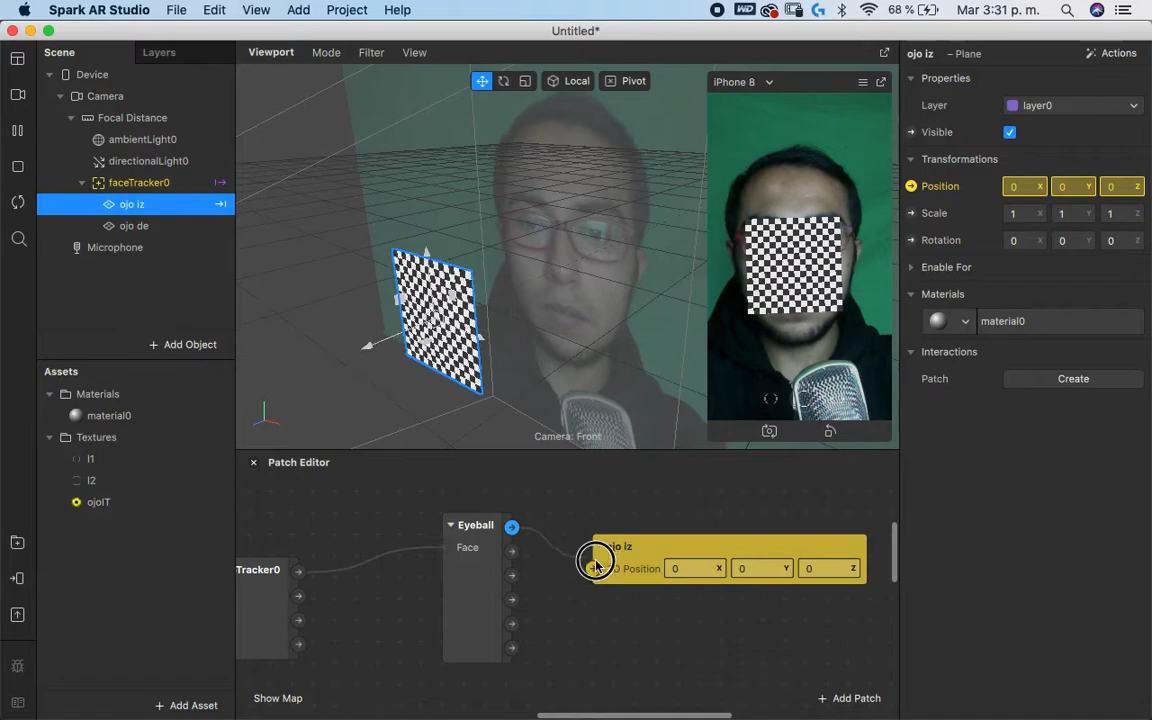 Spark AR Studio File Edit View Add Project Help 68 % Mar 3:31 p. m.
Untitled*
Scene Layers
Device
Camera
Focal Distance
ambientLight0
directionalLight0
faceTracker0
ojo iz
ojo de
Microphone
Add Object
Assets
Materials
material0
Textures
l1
l2
ojoIT
Add Asset
Viewport Mode Filter View
Local Pivot
iPhone 8
Camera: Front
Patch Editor
Tracker0
Eyeball
Face
jo iz
D Position 0 X 0 Y 0 Z
Show Map
Add Patch
ojo iz – Plane Actions
Properties
Layer layer0
Visible
Transformations
Position 0 X 0 Y 0 Z
Scale 1 X 1 Y 1 Z
Rotation 0 X 0 Y 0 Z
Enable For
Materials
material0
Interactions
Patch Create